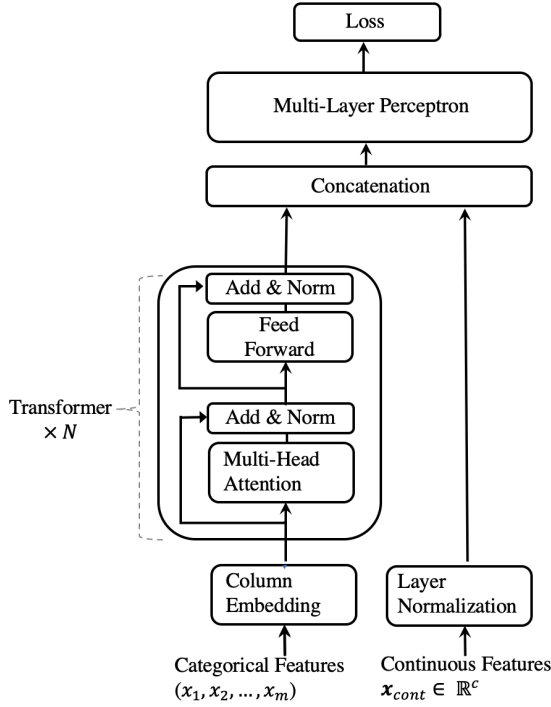 Loss
Multi-Layer Perceptron
Concatenation
Add & Norm
Feed
Forward
Transformer
× N
Add & Norm
Multi-Head
Attention
Column
Embedding
Layer
Normalization
Categorical Features
(x₁, x₂, ..., xₘ)
Continuous Features
x_cont ∈ ℝᶜ